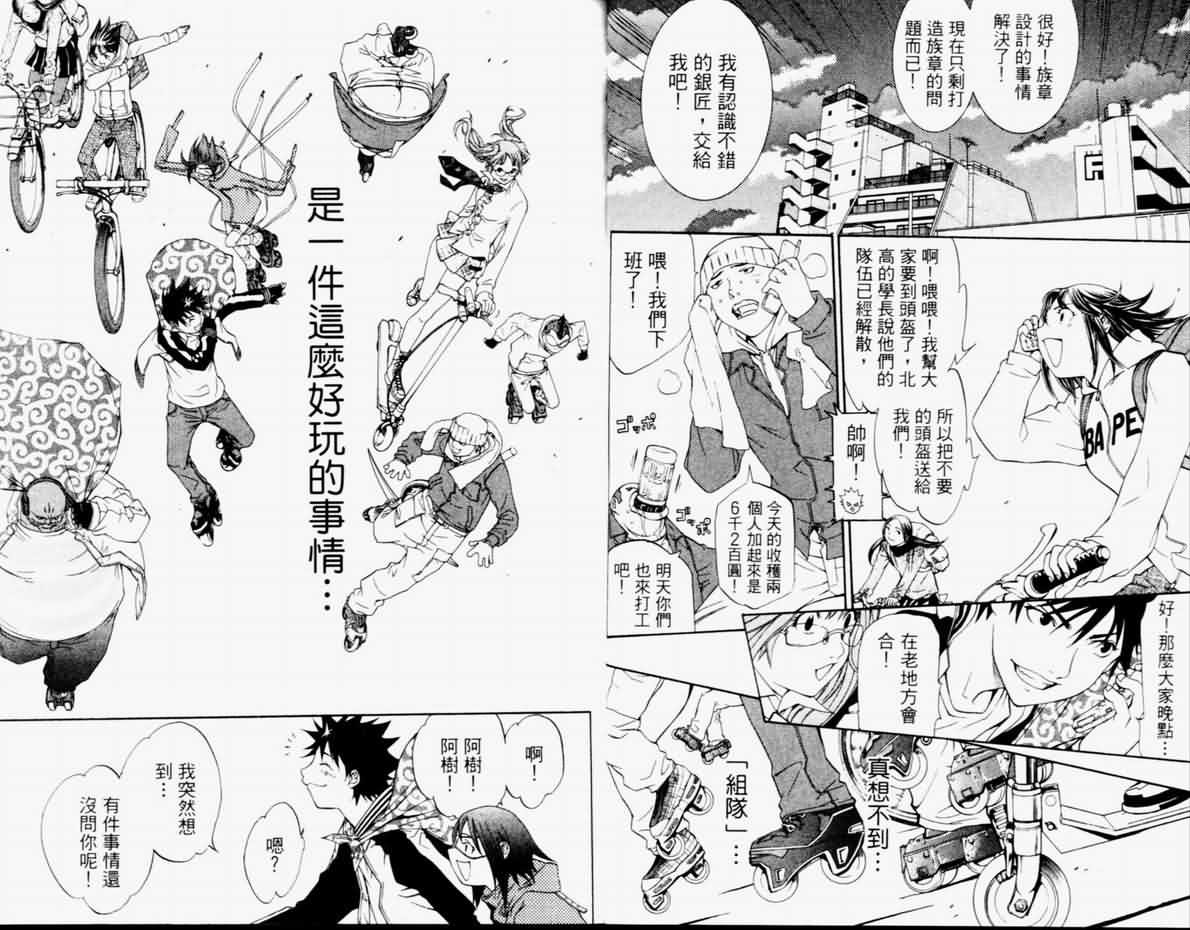 很好！族章
設計的事情
解決了！
現在只剩打
造族章的問
題而已！
我有認識不錯
的銀匠，交給
我吧！
啊！喂喂！我幫大
家要到頭盔了，北
高的學長說他們的
隊伍已經解散，
所以把不要
的頭盔送給
我們！
帥啊！
BAPE
喂！我們下
班了！
ゴッポ
ゴッポ
今天的收穫兩
個人加起來是
6千2百圓！
明天你們
也來打工
吧！
好！那麼大家晚點…
在老地方會
合！
真想不到…
「組隊」…
是一件這麼好玩的事情…
啊！
阿樹！
阿樹！
嗯？
我突然想
到…
有件事情還
沒問你呢！